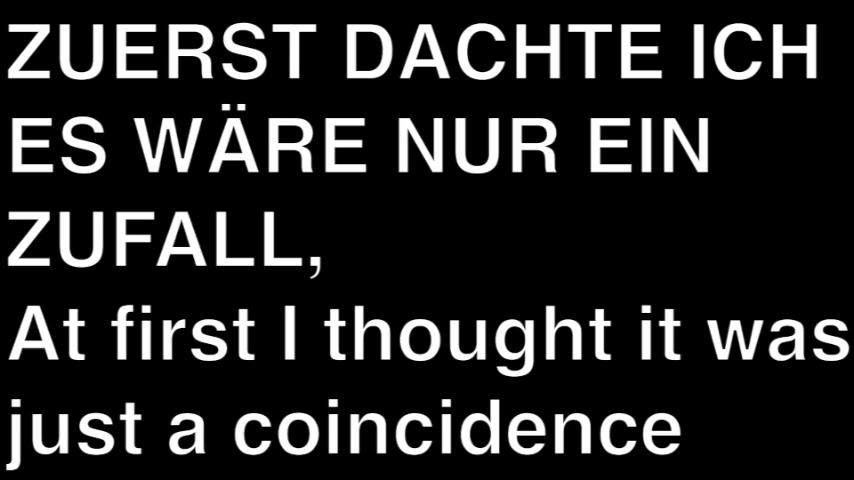 ZUERST DACHTE ICH
ES WÄRE NUR EIN
ZUFALL,
At first I thought it was
just a coincidence